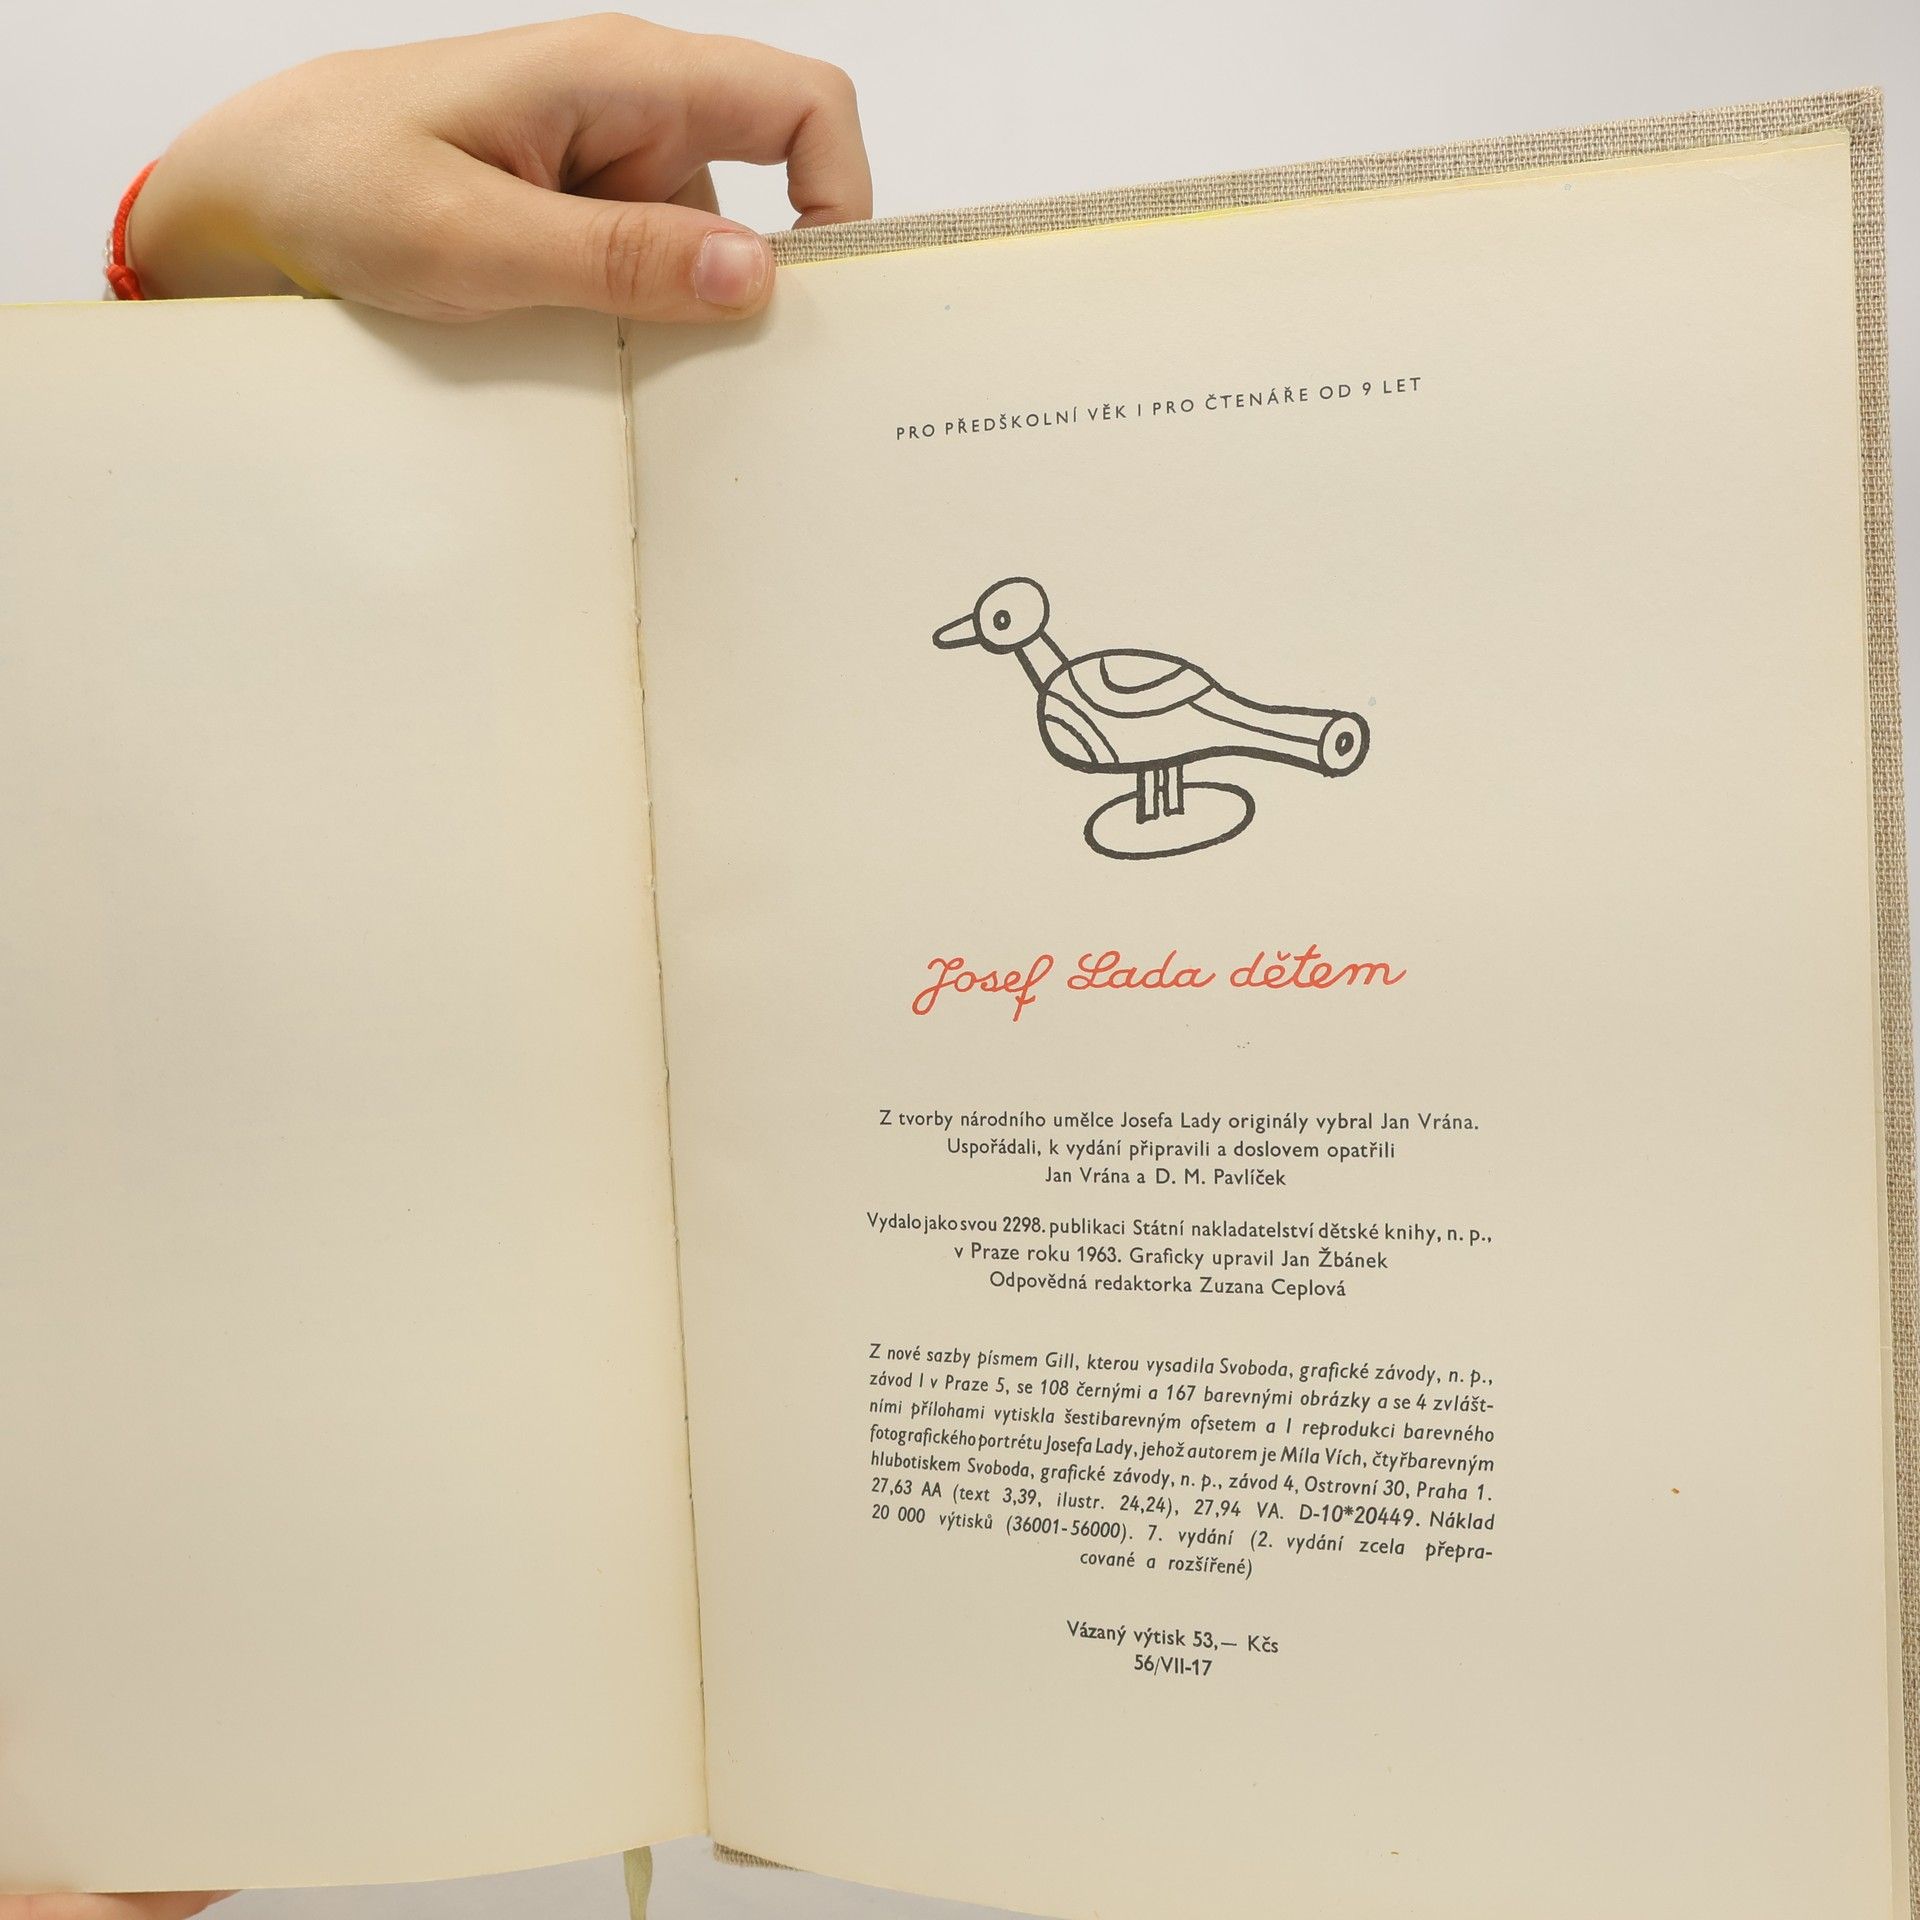 PRO PŘEDŠKOLNÍ VĚK I PRO ČTENÁŘE OD 9 LET
Josef Lada dětem
Z tvorby národního umělce Josefa Lady originály vybral Jan Vrána.
Uspořádali, k vydání připravili a doslovem opatřili
Jan Vrána a D. M. Pavlíček
Vydalo jako svou 2298. publikaci Státní nakladatelství dětské knihy, n. p.,
v Praze roku 1963. Graficky upravil Jan Žbánek
Odpovědná redaktorka Zuzana Ceplová
Z nové sazby písmem Gill, kterou vysadila Svoboda, grafické závody, n. p.,
závod I v Praze 5, se 108 černými a 167 barevnými obrázky a se 4 zvlášt-
ními přílohami vytiskla šestibarevným ofsetem a I reprodukci barevného
fotografického portrétu Josefa Lady, jehož autorem je Míla Vích, čtyřbarevným
hlubotiskem Svoboda, grafické závody, n. p., závod 4, Ostrovní 30, Praha 1.
27,63 AA (text 3,39, ilustr. 24,24), 27,94 VA. D-10*20449. Náklad
20 000 výtisků (36001-56000). 7. vydání (2. vydání zcela přepra-
cované a rozšířené)
Vázaný výtisk 53,— Kčs
56/VII-17